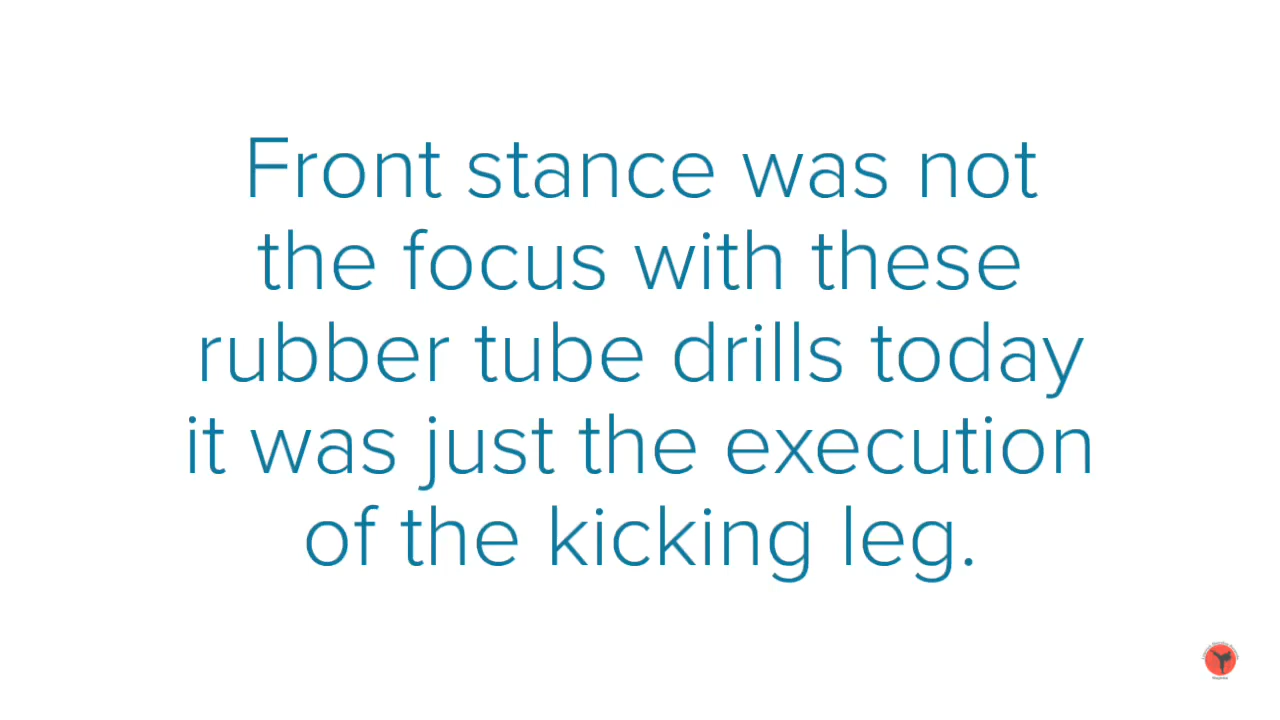 Front stance was not
the focus with these
rubber tube drills today
it was just the execution
of the kicking leg.